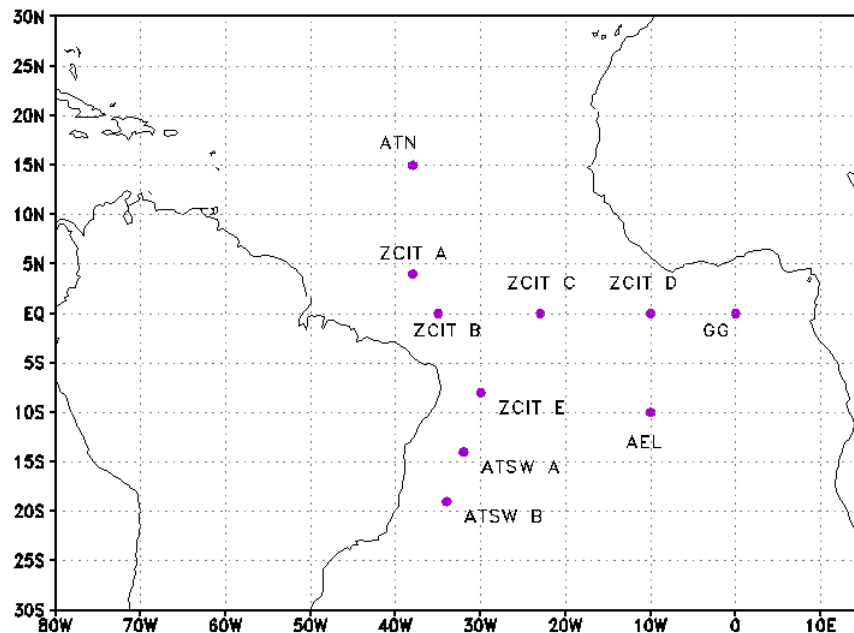 30N
25N
20N
15N
10N
5N
EQ
5S
10S
15S
20S
25S
30S
80W 70W 60W 50W 40W 30W 20W 10W 0 10E
ATN
ZCIT A
ZCIT C ZCIT D
ZCIT B GG
ZCIT E
AEL
ATSW A
ATSW B